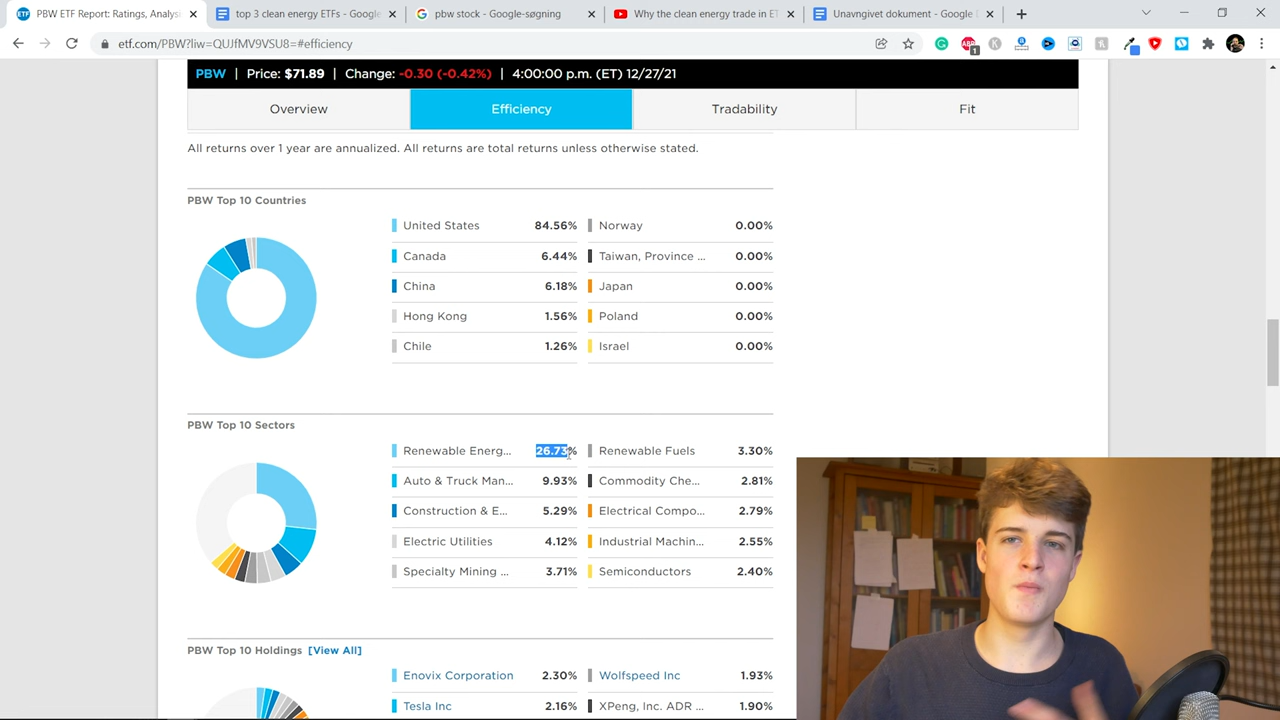 PBW ETF Report: Ratings, Analysi
top 3 clean energy ETFs - Google
pbw stock - Google-søgning
Why the clean energy trade in ET
Unavngivet dokument - Google D
etf.com/PBW?liw=QUJfMV9VSU8=#efficiency
PBW | Price: $71.89 | Change: -0.30 (-0.42%) | 4:00:00 p.m. (ET) 12/27/21
Overview Efficiency Tradability Fit
All returns over 1 year are annualized. All returns are total returns unless otherwise stated.
PBW Top 10 Countries
United States 84.56% Norway 0.00%
Canada 6.44% Taiwan, Province ... 0.00%
China 6.18% Japan 0.00%
Hong Kong 1.56% Poland 0.00%
Chile 1.26% Israel 0.00%
PBW Top 10 Sectors
Renewable Energ... 26.73% Renewable Fuels 3.30%
Auto & Truck Man... 9.93% Commodity Che... 2.81%
Construction & E... 5.29% Electrical Compo... 2.79%
Electric Utilities 4.12% Industrial Machin... 2.55%
Specialty Mining ... 3.71% Semiconductors 2.40%
PBW Top 10 Holdings [View All]
Enovix Corporation 2.30% Wolfspeed Inc 1.93%
Tesla Inc 2.16% XPeng, Inc. ADR ... 1.90%